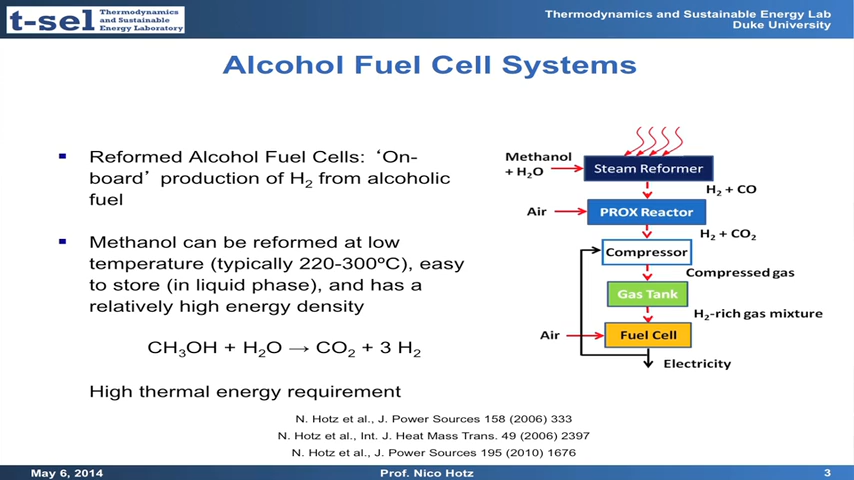 t-sel
Thermodynamics
and Sustainable
Energy Laboratory
Thermodynamics and Sustainable Energy Lab
Duke University
Alcohol Fuel Cell Systems
▪ Reformed Alcohol Fuel Cells: ‘On-
board’ production of H₂ from alcoholic
fuel
▪ Methanol can be reformed at low
temperature (typically 220-300ºC), easy
to store (in liquid phase), and has a
relatively high energy density
CH₃OH + H₂O → CO₂ + 3 H₂
High thermal energy requirement
Methanol
+ H₂O
Steam Reformer
H₂ + CO
Air
PROX Reactor
H₂ + CO₂
Compressor
Compressed gas
Gas Tank
H₂-rich gas mixture
Air
Fuel Cell
Electricity
N. Hotz et al., J. Power Sources 158 (2006) 333
N. Hotz et al., Int. J. Heat Mass Trans. 49 (2006) 2397
N. Hotz et al., J. Power Sources 195 (2010) 1676
May 6, 2014
Prof. Nico Hotz
3